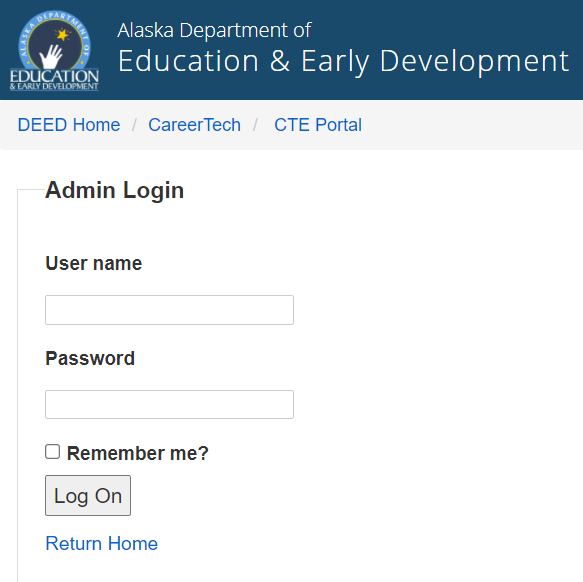 ALASKA DEPARTMENT OF
EDUCATION
& EARLY DEVELOPMENT
Alaska Department of
Education & Early Development
DEED Home / CareerTech / CTE Portal
Admin Login
User name
Password
Remember me?
Log On
Return Home